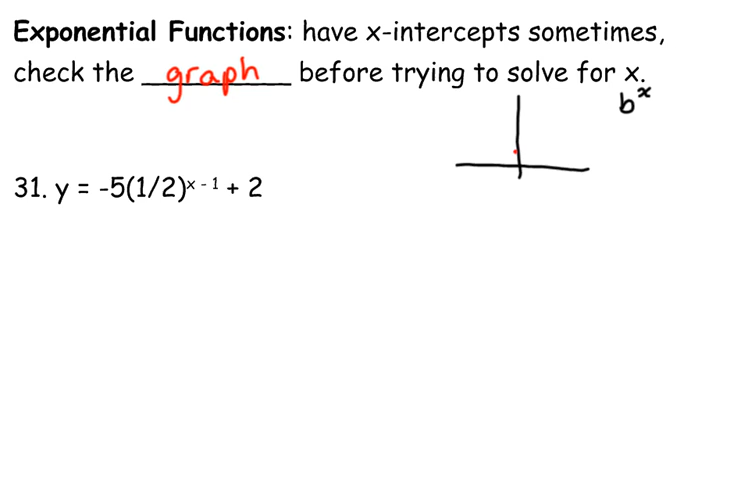 Exponential Functions: have x-intercepts sometimes,
check the graph before trying to solve for x.
bˣ
31. y = -5(1/2)ˣ ⁻ ¹ + 2